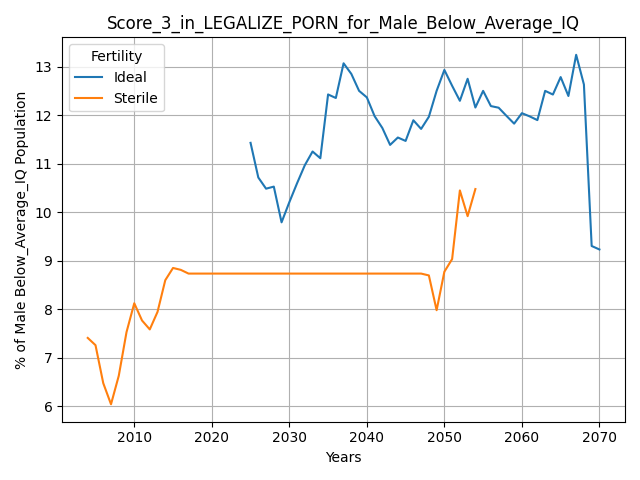 Score_3_in_LEGALIZE_PORN_for_Male_Below_Average_IQ
Fertility
Ideal
Sterile
% of Male Below_Average_IQ Population
13
12
11
10
9
8
7
6
2010 2020 2030 2040 2050 2060 2070
Years